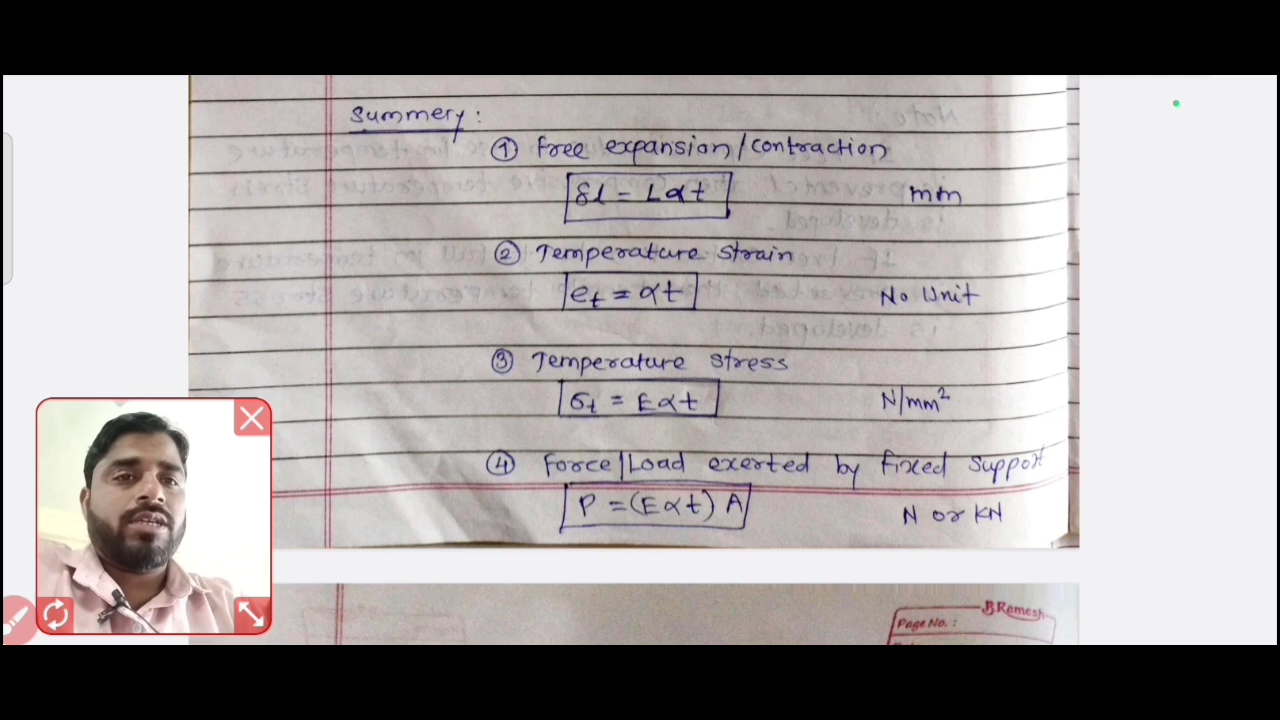 Summery:
① Free expansion/contraction
δl = Lαt mm
② Temperature strain
et = αt No Unit
③ Temperature stress
σt = Eαt N/mm²
④ Force/Load exerted by fixed support
P = (Eαt) A N or KN
B.Ramesh
Page No. :